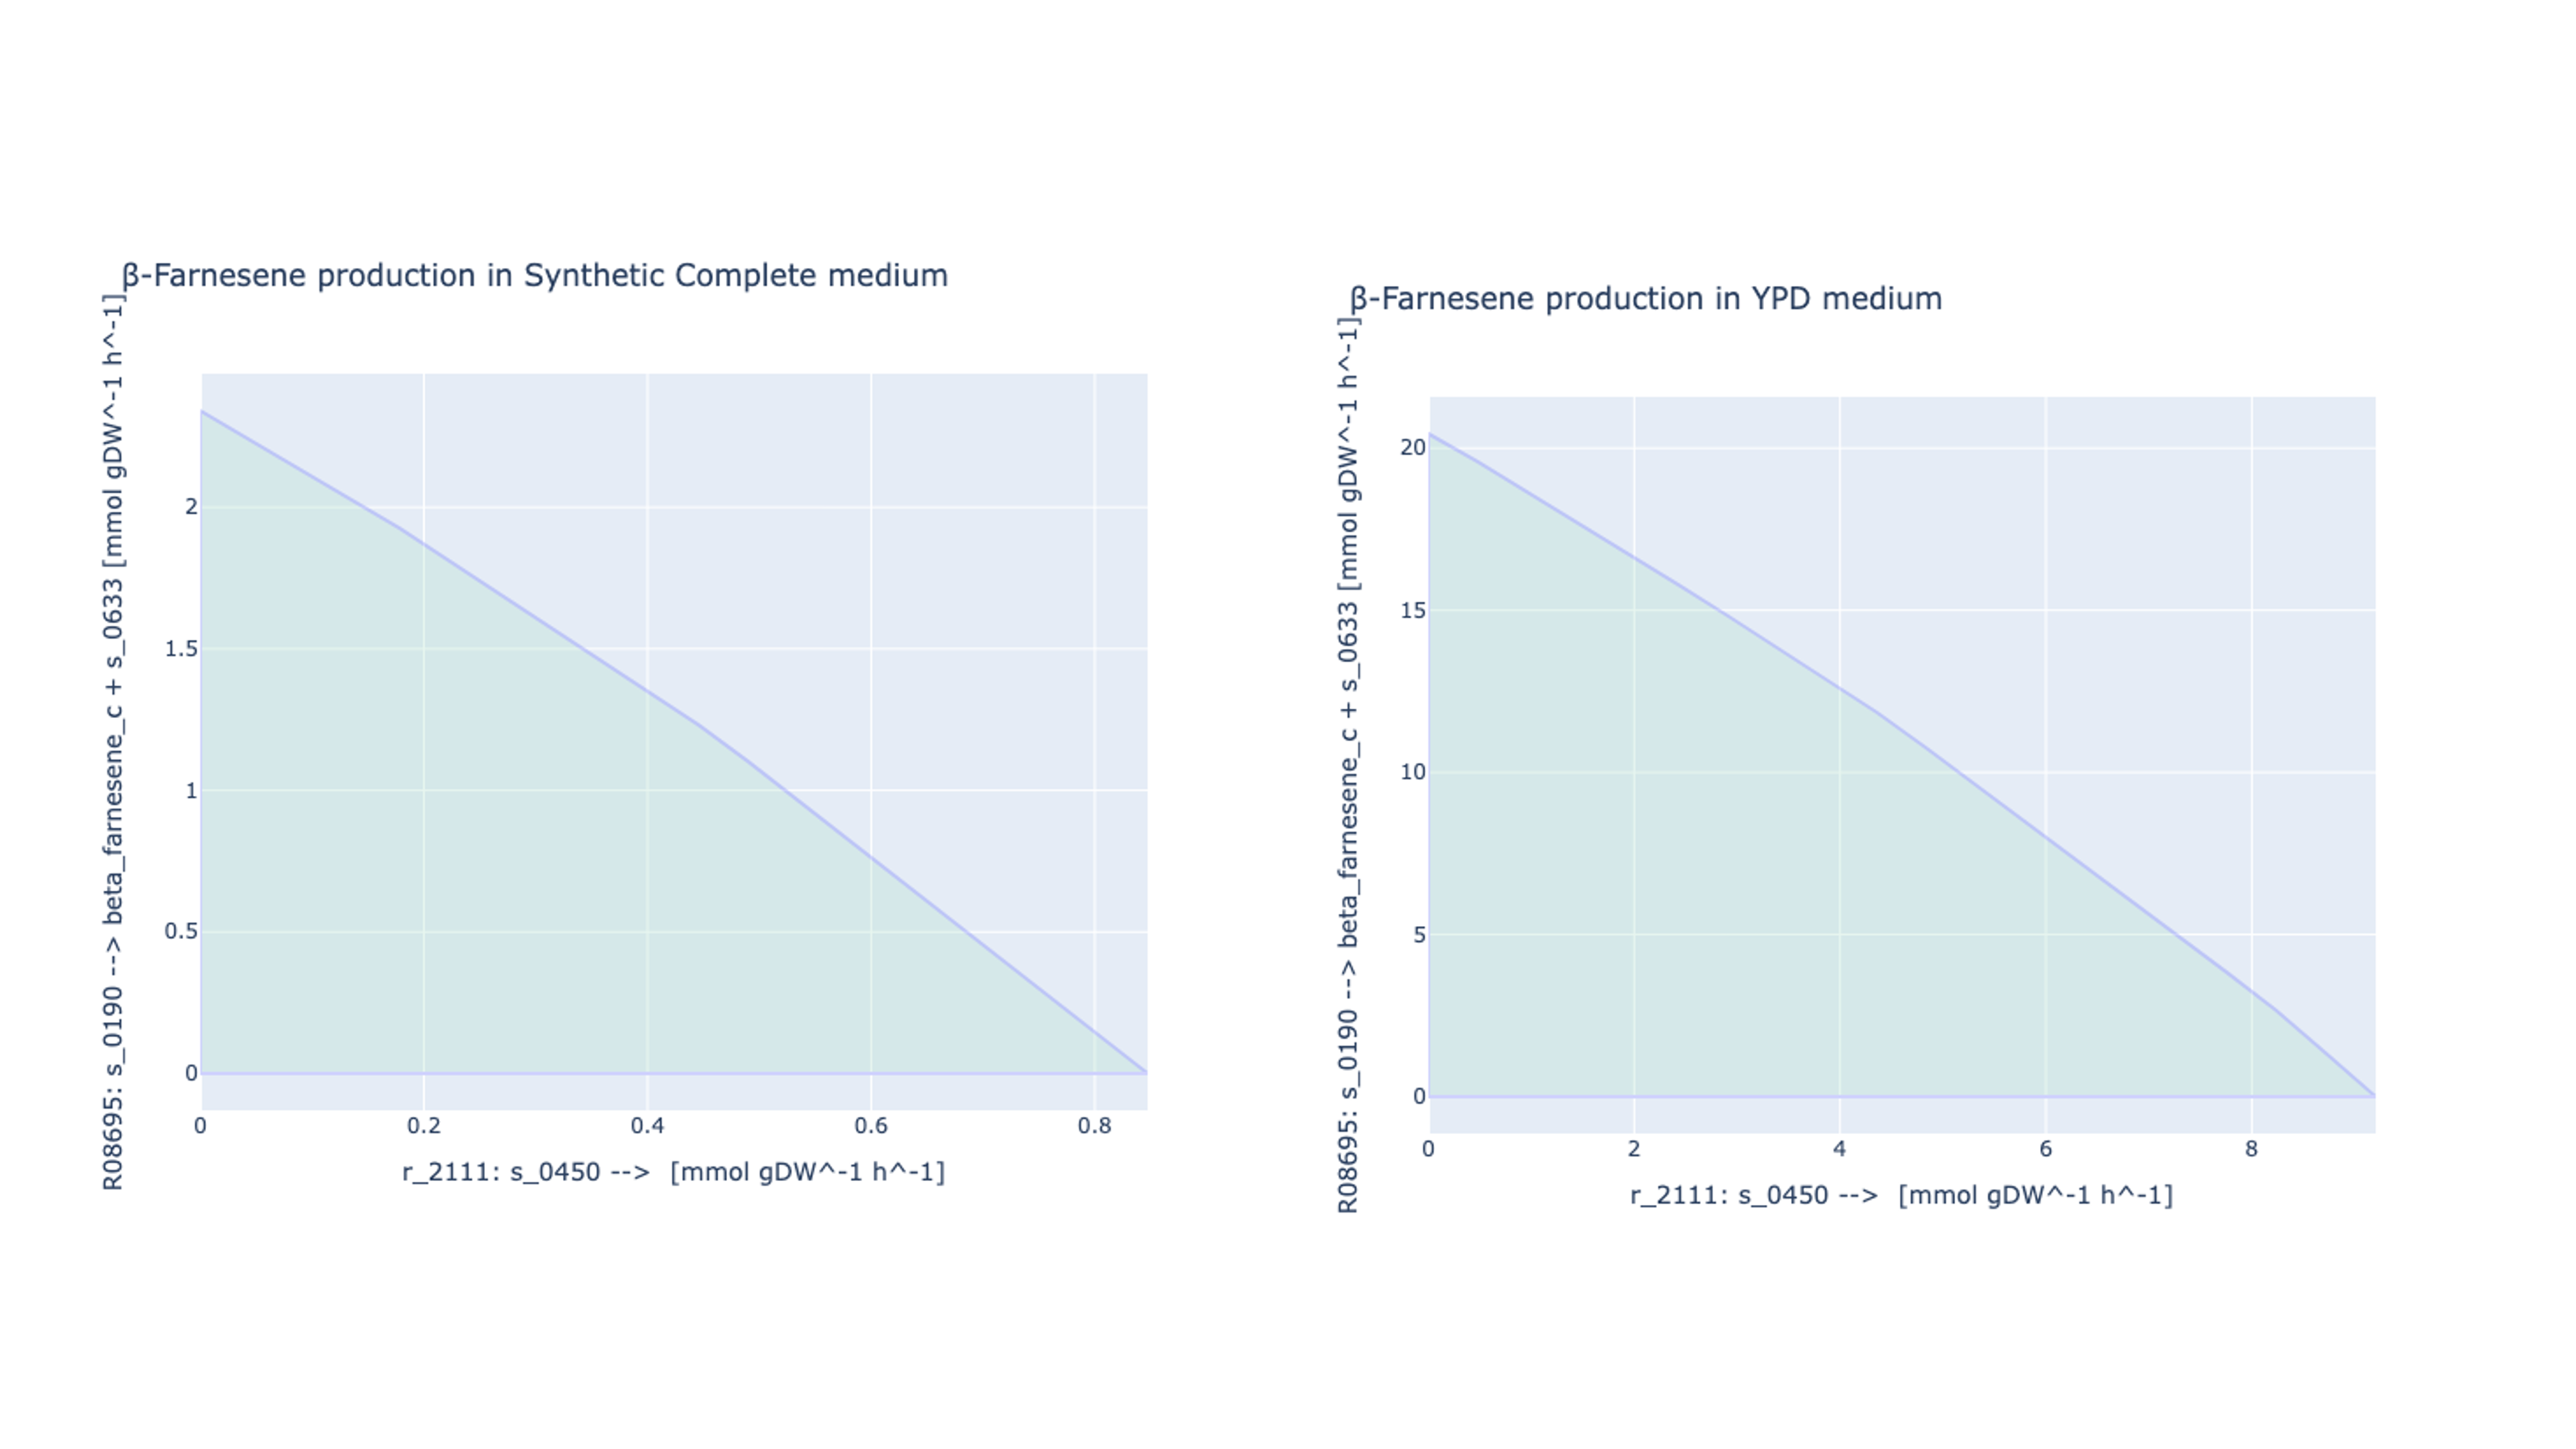 β-Farnesene production in Synthetic Complete medium
R08695: s_0190 --> beta_farnesene_c + s_0633 [mmol gDW^-1 h^-1]
2
1.5
1
0.5
0
0 0.2 0.4 0.6 0.8
r_2111: s_0450 --> [mmol gDW^-1 h^-1]
β-Farnesene production in YPD medium
R08695: s_0190 --> beta_farnesene_c + s_0633 [mmol gDW^-1 h^-1]
20
15
10
5
0
0 2 4 6 8
r_2111: s_0450 --> [mmol gDW^-1 h^-1]